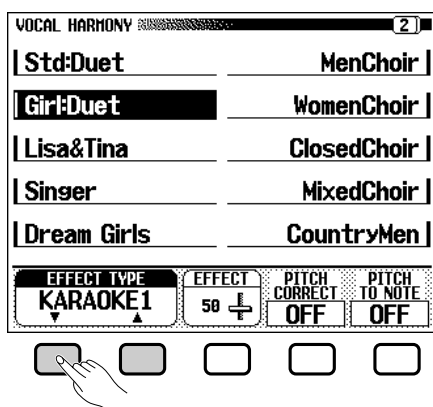 VOCAL HARMONY 2
Std:Duet MenChoir
Girl:Duet WomenChoir
Lisa&Tina ClosedChoir
Singer MixedChoir
Dream Girls CountryMen
EFFECT TYPE EFFECT PITCH CORRECT PITCH TO NOTE
KARAOKE1 50 OFF OFF